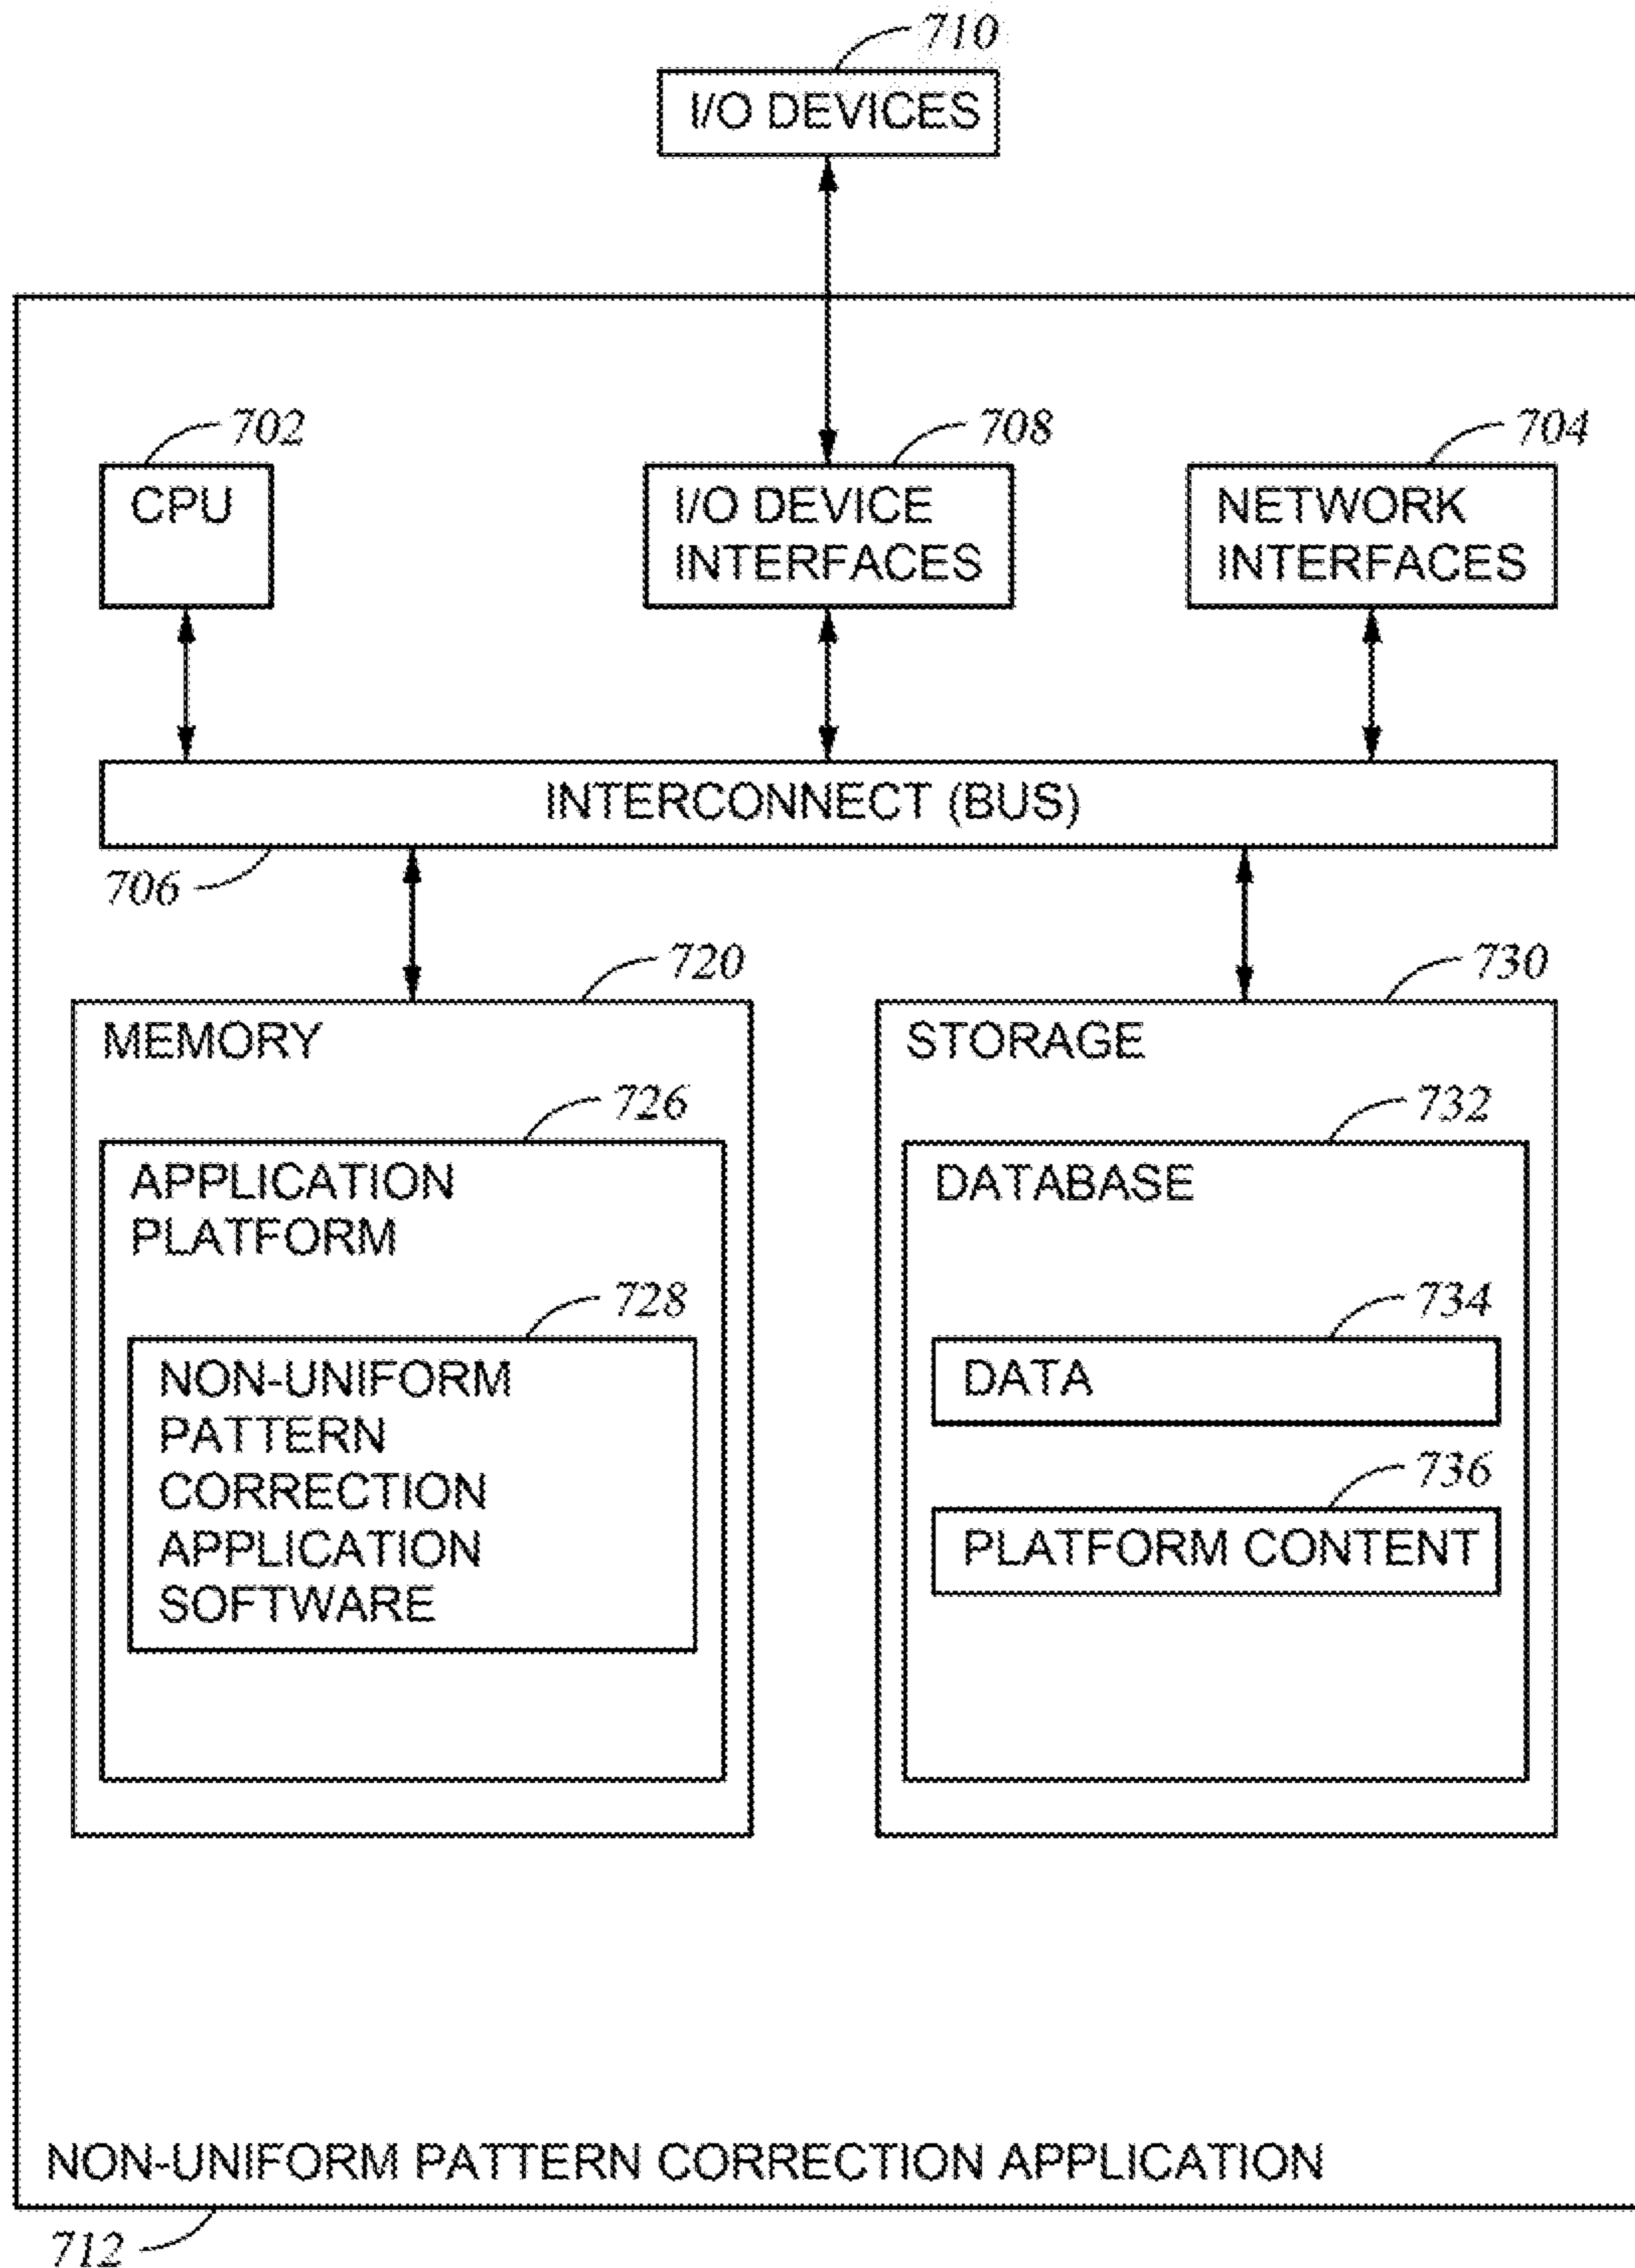 710
I/O DEVICES
702
708
704
CPU
I/O DEVICE
INTERFACES
NETWORK
INTERFACES
INTERCONNECT (BUS)
706
720
730
MEMORY
STORAGE
726
732
APPLICATION
PLATFORM
DATABASE
728
734
NON-UNIFORM
PATTERN
CORRECTION
APPLICATION
SOFTWARE
DATA
736
PLATFORM CONTENT
NON-UNIFORM PATTERN CORRECTION APPLICATION
712